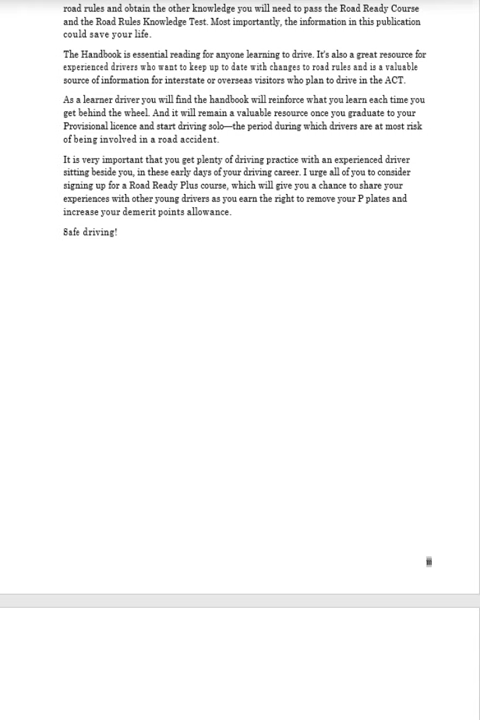 road rules and obtain the other knowledge you will need to pass the Road Ready Course
and the Road Rules Knowledge Test. Most importantly, the information in this publication
could save your life.
The Handbook is essential reading for anyone learning to drive. It's also a great resource for
experienced drivers who want to keep up to date with changes to road rules and is a valuable
source of information for interstate or overseas visitors who plan to drive in the ACT.
As a learner driver you will find the handbook will reinforce what you learn each time you
get behind the wheel. And it will remain a valuable resource once you graduate to your
Provisional licence and start driving solo—the period during which drivers are at most risk
of being involved in a road accident.
It is very important that you get plenty of driving practice with an experienced driver
sitting beside you, in these early days of your driving career. I urge all of you to consider
signing up for a Road Ready Plus course, which will give you a chance to share your
experiences with other young drivers as you earn the right to remove your P plates and
increase your demerit points allowance.
Safe driving!